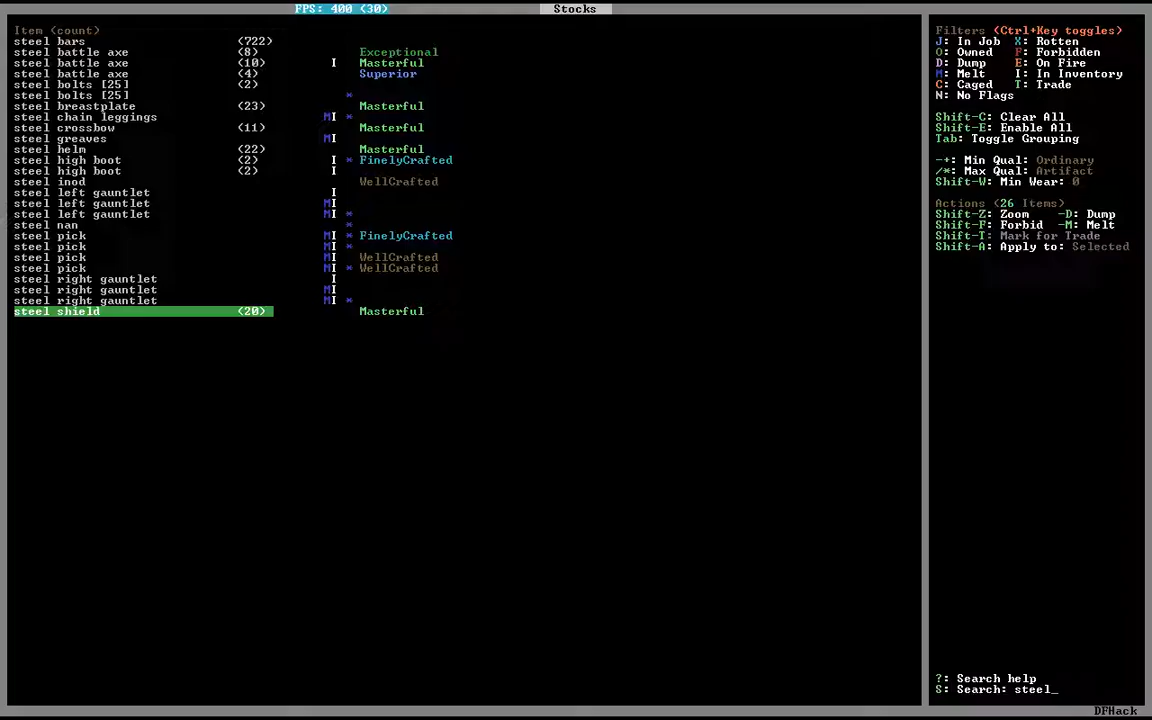 FPS: 400 (30) Stocks
Item (count)
steel bars (722)
steel battle axe (8) Exceptional
steel battle axe (10) I Masterful
steel battle axe (4) Superior
steel bolts [25] (2)
steel bolts [25] *
steel breastplate (23) Masterful
steel chain leggings MI *
steel crossbow (11) Masterful
steel greaves MI
steel helm (22) Masterful
steel high boot (2) I * FinelyCrafted
steel high boot (2) I
steel inod WellCrafted
steel left gauntlet I
steel left gauntlet MI
steel left gauntlet MI *
steel nan *
steel pick MI * FinelyCrafted
steel pick MI *
steel pick MI WellCrafted
steel pick MI * WellCrafted
steel right gauntlet I
steel right gauntlet MI
steel right gauntlet MI *
steel shield (20) Masterful
Filters (Ctrl+Key toggles)
J: In Job X: Rotten
O: Owned F: Forbidden
D: Dump E: On Fire
M: Melt I: In Inventory
C: Caged T: Trade
N: No Flags
Shift-C: Clear All
Shift-E: Enable All
Tab: Toggle Grouping
-+: Min Qual: Ordinary
/*: Max Qual: Artifact
Shift-W: Min Wear: 0
Actions (26 Items)
Shift-Z: Zoom -D: Dump
Shift-F: Forbid -M: Melt
Shift-T: Mark for Trade
Shift-A: Apply to: Selected
?: Search help
S: Search: steel_
DFHack